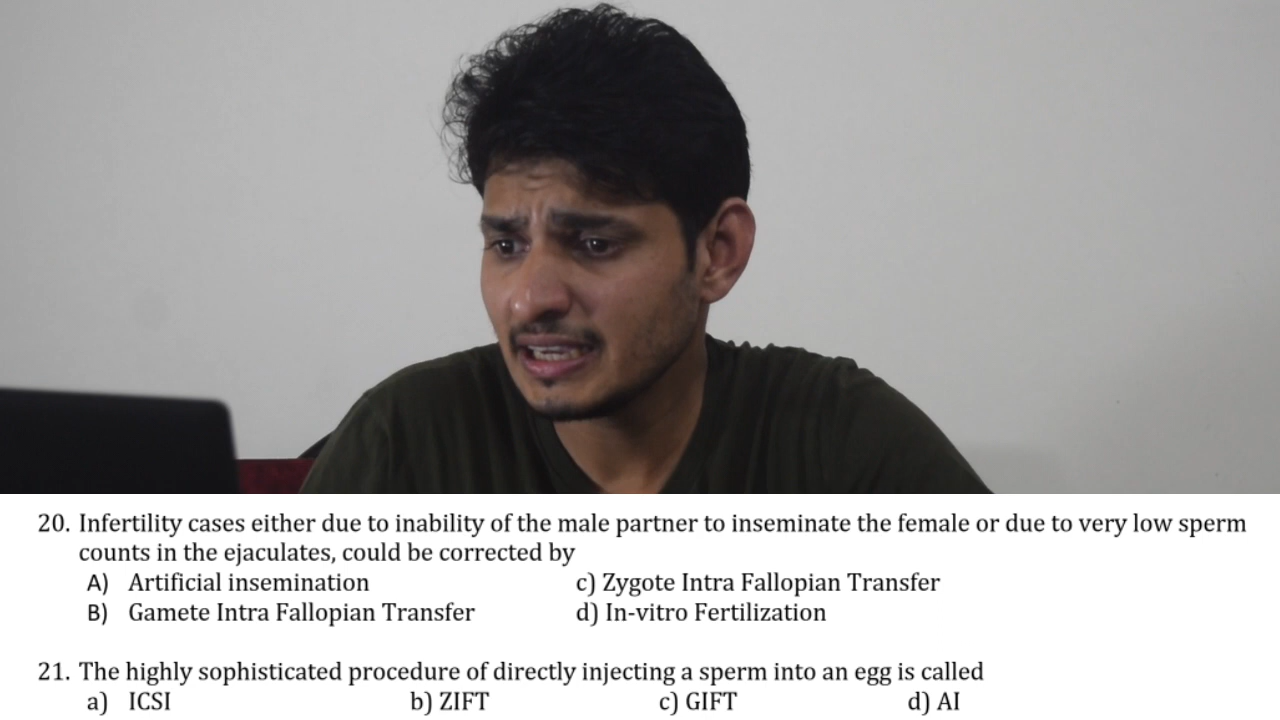 20. Infertility cases either due to inability of the male partner to inseminate the female or due to very low sperm
counts in the ejaculates, could be corrected by
A) Artificial insemination c) Zygote Intra Fallopian Transfer
B) Gamete Intra Fallopian Transfer d) In-vitro Fertilization
21. The highly sophisticated procedure of directly injecting a sperm into an egg is called
a) ICSI b) ZIFT c) GIFT d) AI